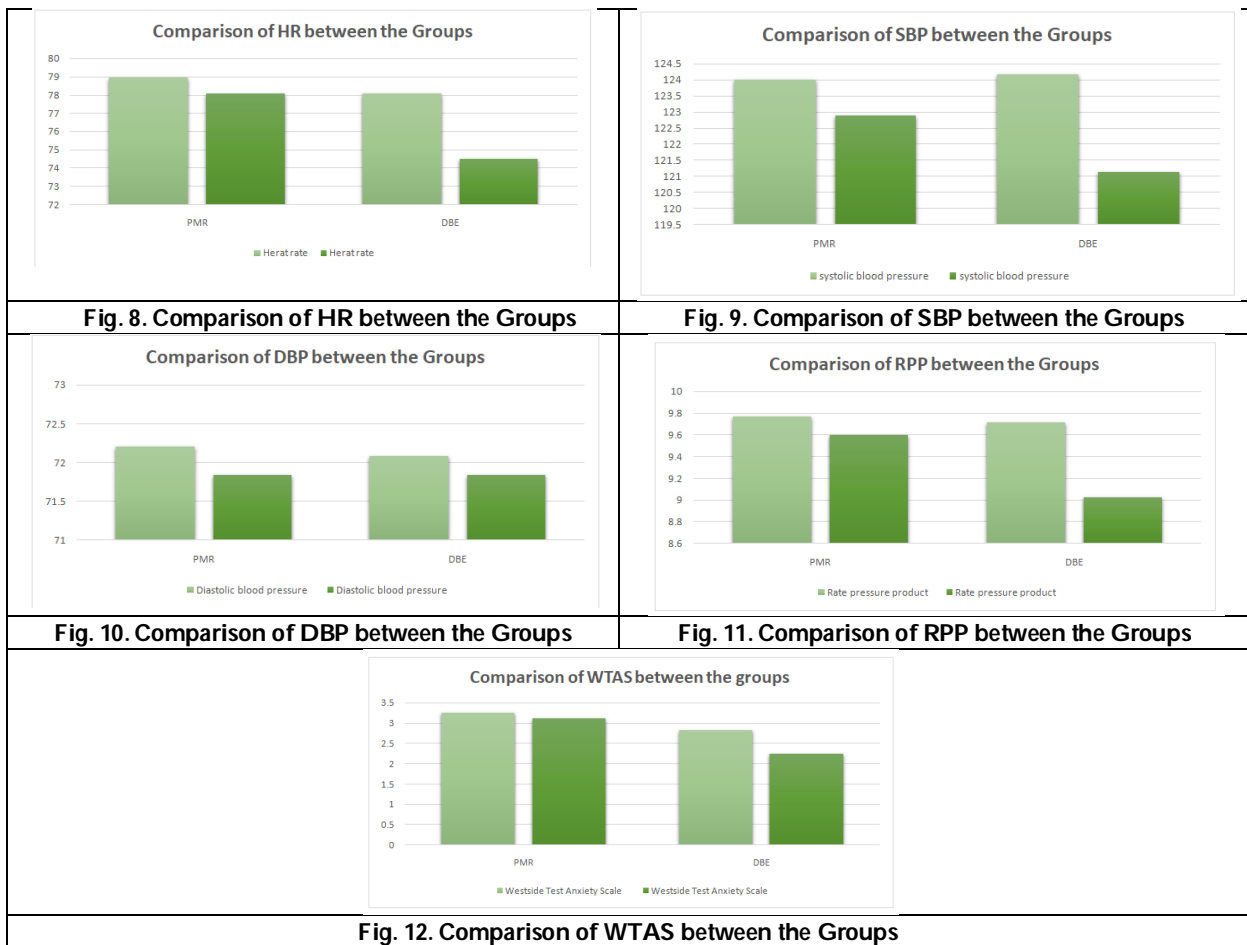 Comparison of HR between the Groups
80
79
78
77
76
75
74
73
72
PMR DBE
Herat rate Herat rate
Fig. 8. Comparison of HR between the Groups
Comparison of SBP between the Groups
124.5
124
123.5
123
122.5
122
121.5
121
120.5
120
119.5
PMR DBE
systolic blood pressure systolic blood pressure
Fig. 9. Comparison of SBP between the Groups
Comparison of DBP between the Groups
73
72.5
72
71.5
71
PMR DBE
Diastolic blood pressure Diastolic blood pressure
Fig. 10. Comparison of DBP between the Groups
Comparison of RPP between the Groups
10
9.8
9.6
9.4
9.2
9
8.8
8.6
PMR DBE
Rate pressure product Rate pressure product
Fig. 11. Comparison of RPP between the Groups
Comparison of WTAS between the groups
3.5
3
2.5
2
1.5
1
0.5
0
PMR DBE
Westside Test Anxiety Scale Westside Test Anxiety Scale
Fig. 12. Comparison of WTAS between the Groups